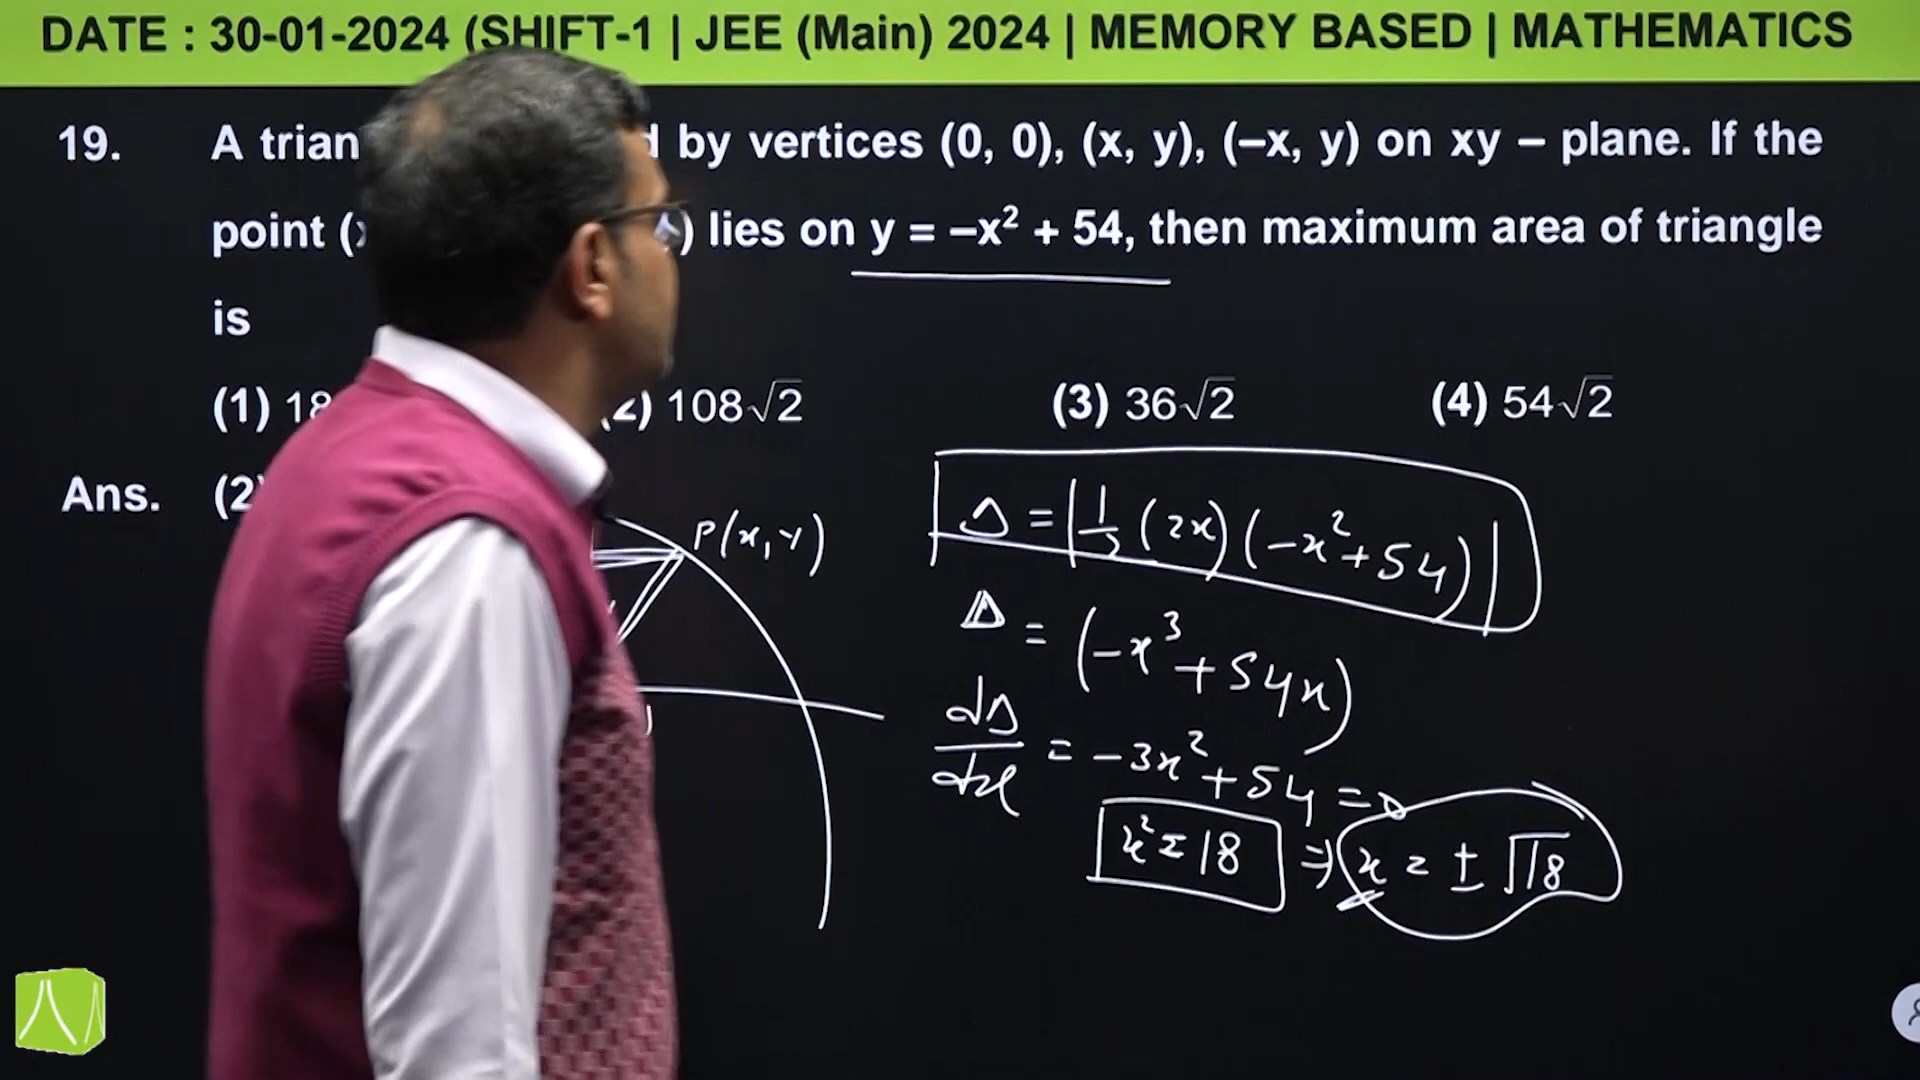 DATE : 30-01-2024 (SHIFT-1 | JEE (Main) 2024 | MEMORY BASED | MATHEMATICS
19. A trian by vertices (0, 0), (x, y), (–x, y) on xy – plane. If the
point ( ) lies on y = –x² + 54, then maximum area of triangle
is
(1) 18 2) 108√2 (3) 36√2 (4) 54√2
Ans. (2
P(x, y)
Δ = |1/2 (2x) (-x² + 54)|
Δ = (-x³ + 54x)
dΔ/dx = -3x² + 54 = 0
x² = 18 ⇒ x = ± √18